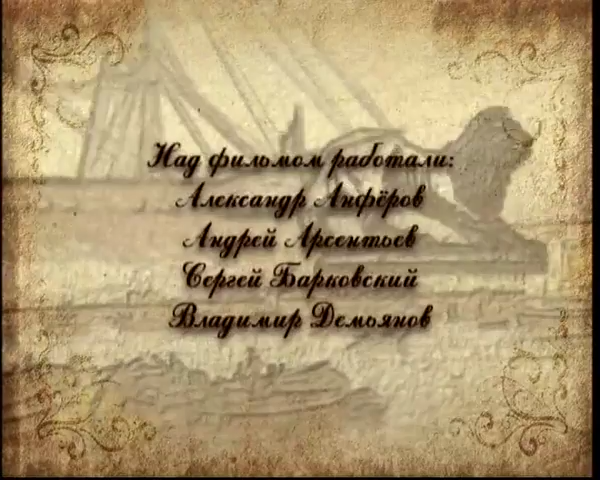 Над фильмом работали:
Александр Анфёров
Андрей Арсентьев
Сергей Барковский
Владимир Демьянов